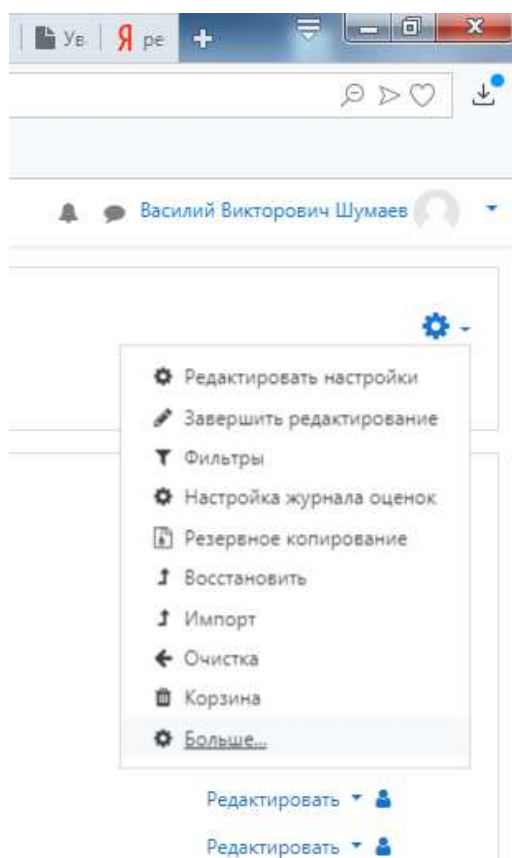 Ув Я ре
Василий Викторович Шумаев
Редактировать настройки
Завершить редактирование
Фильтры
Настройка журнала оценок
Резервное копирование
Восстановить
Импорт
Очистка
Корзина
Больше...
Редактировать
Редактировать